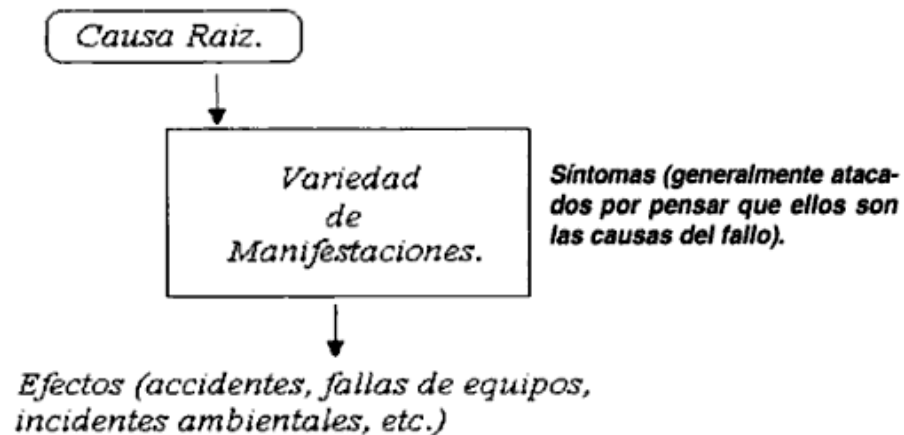 Causa Raiz.
Variedad
de
Manifestaciones.
Síntomas (generalmente ataca-
dos por pensar que ellos son
las causas del fallo).
Efectos (accidentes, fallas de equipos,
incidentes ambientales, etc.)